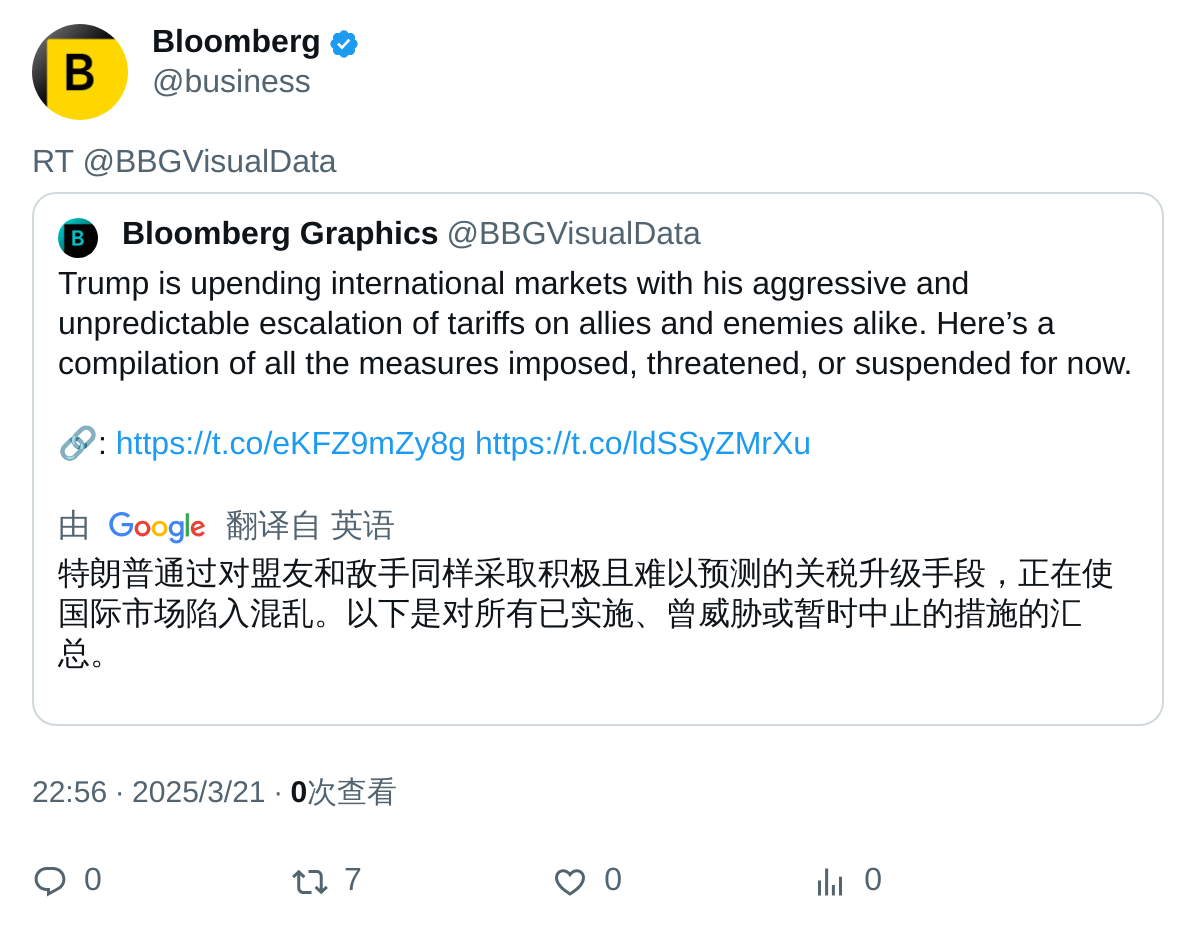 B
Bloomberg
@business
RT @BBGVisualData
B
Bloomberg Graphics @BBGVisualData
Trump is upending international markets with his aggressive and
unpredictable escalation of tariffs on allies and enemies alike. Here’s a
compilation of all the measures imposed, threatened, or suspended for now.
🔗: https://t.co/eKFZ9mZy8g https://t.co/ldSSyZMrXu
由 Google 翻译自 英语
特朗普通过对盟友和敌手同样采取积极且难以预测的关税升级手段，正在使
国际市场陷入混乱。以下是对所有已实施、曾威胁或暂时中止的措施的汇
总。
22:56 · 2025/3/21 · 0次查看
0 7 0 0